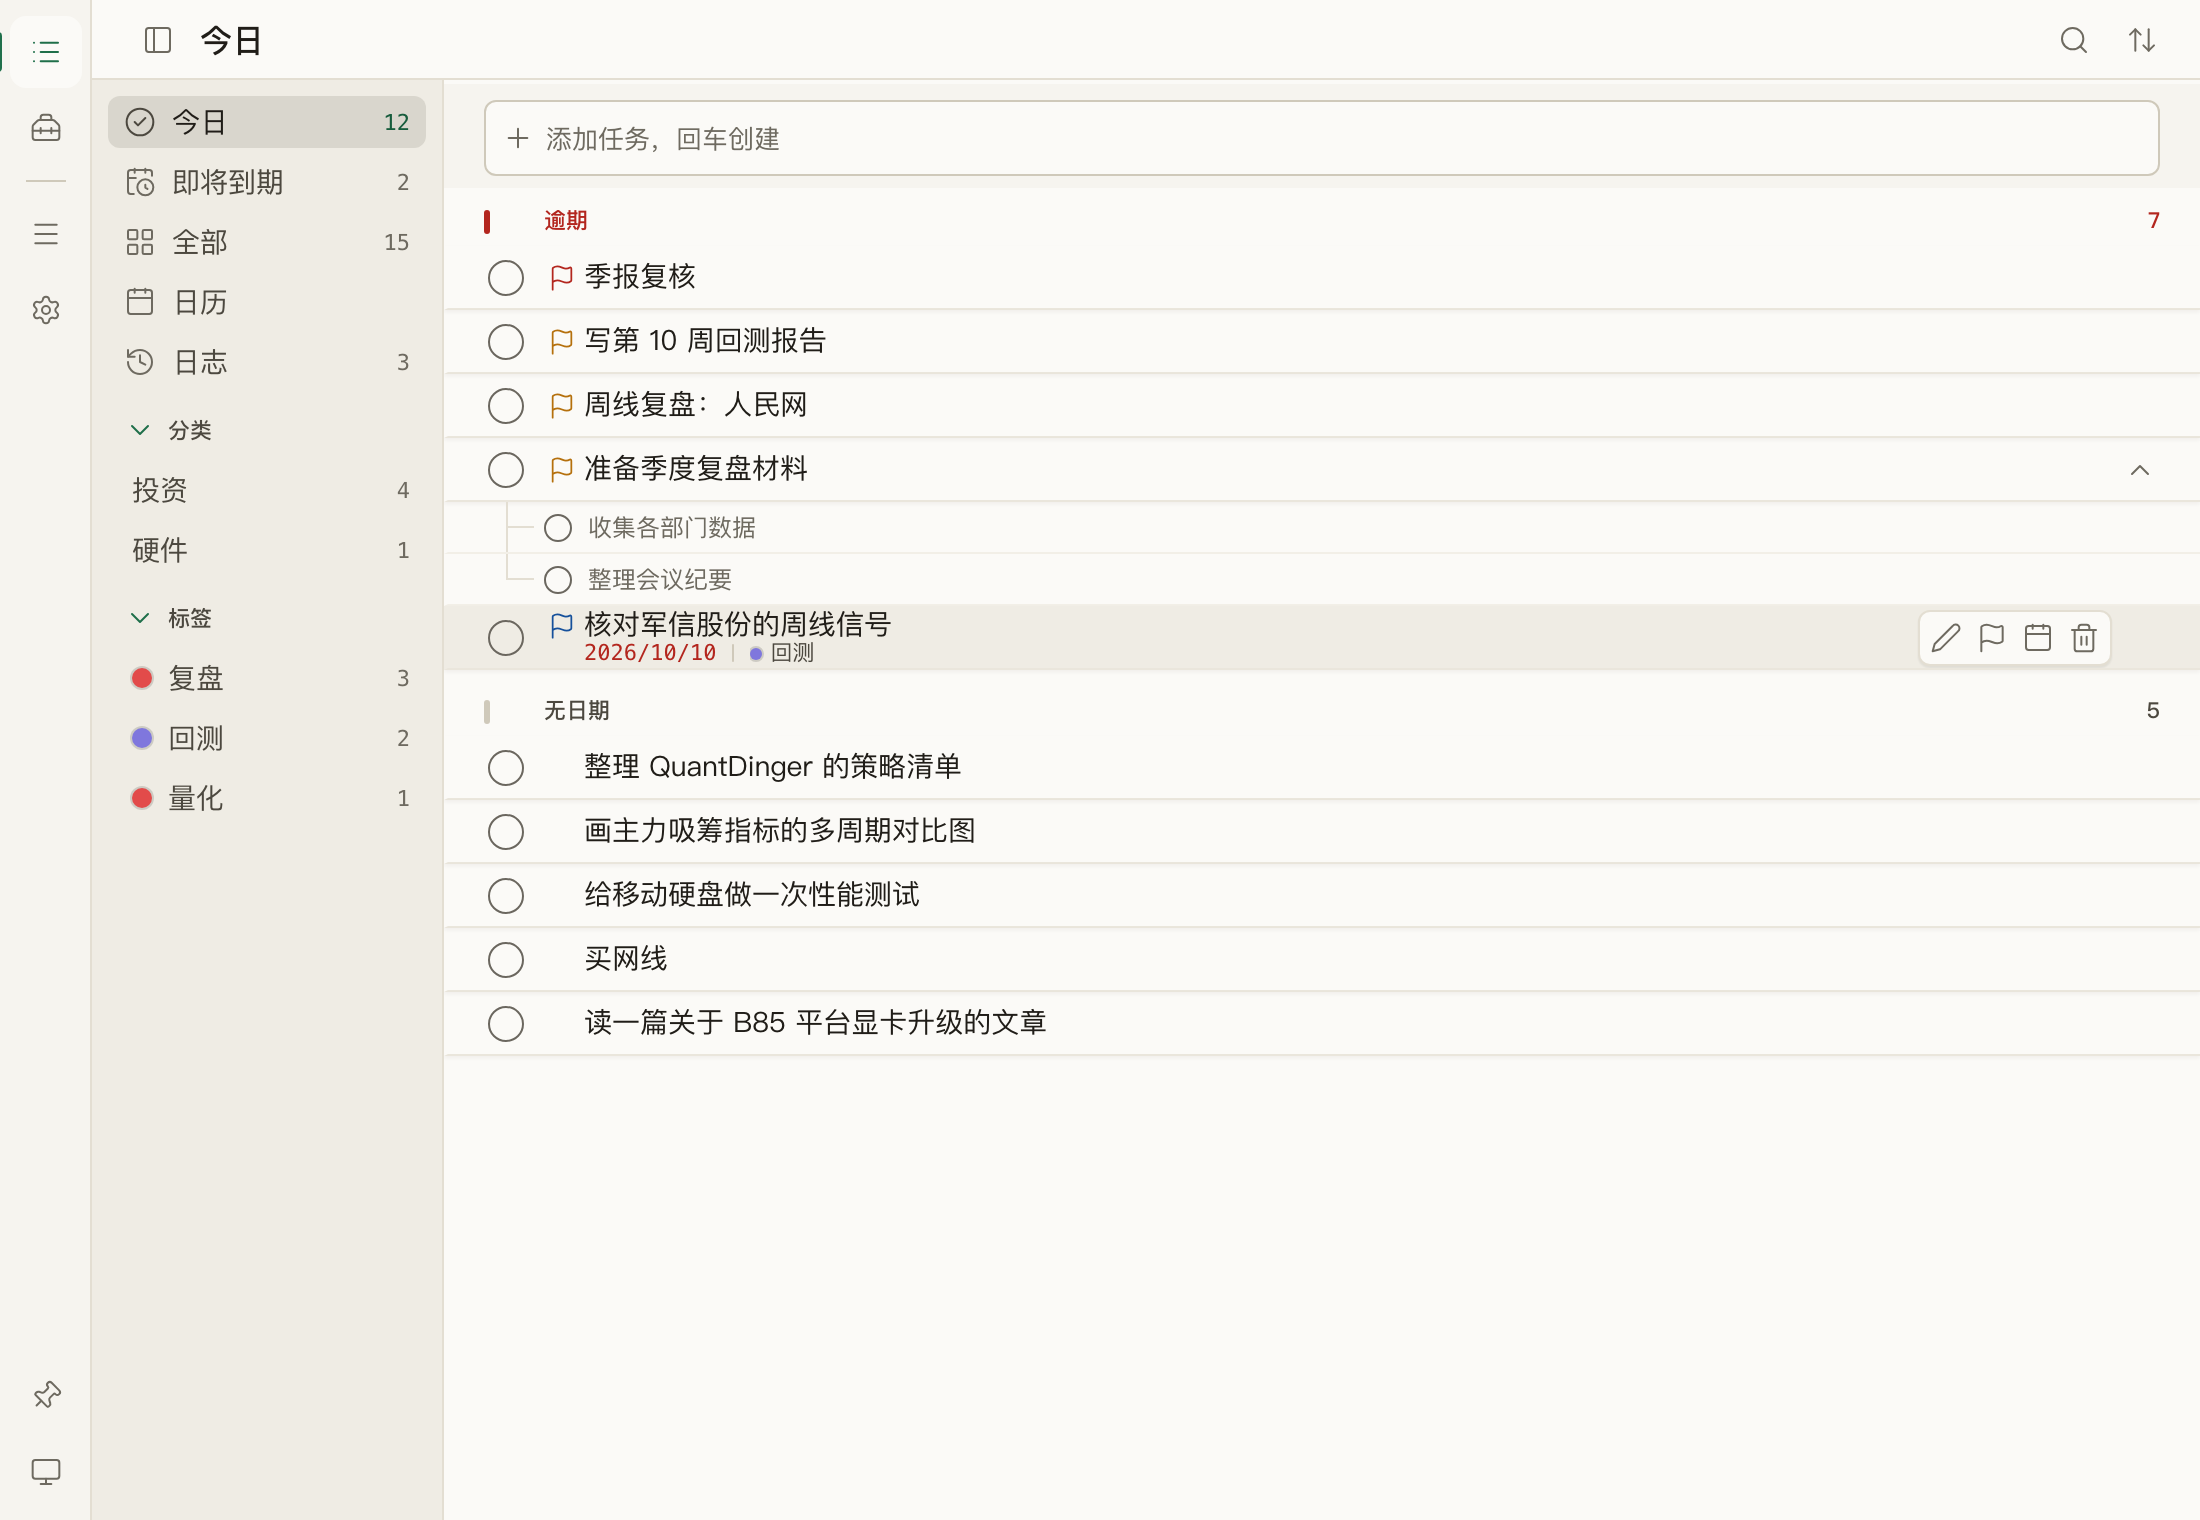 今日
今日 12
即将到期 2
全部 15
日历
日志 3
分类
投资 4
硬件 1
标签
复盘 3
回测 2
量化 1
添加任务，回车创建
逾期 7
季报复核
写第 10 周回测报告
周线复盘：人民网
准备季度复盘材料
收集各部门数据
整理会议纪要
核对军信股份的周线信号
2026/10/10 回测
无日期 5
整理 QuantDinger 的策略清单
画主力吸筹指标的多周期对比图
给移动硬盘做一次性能测试
买网线
读一篇关于 B85 平台显卡升级的文章